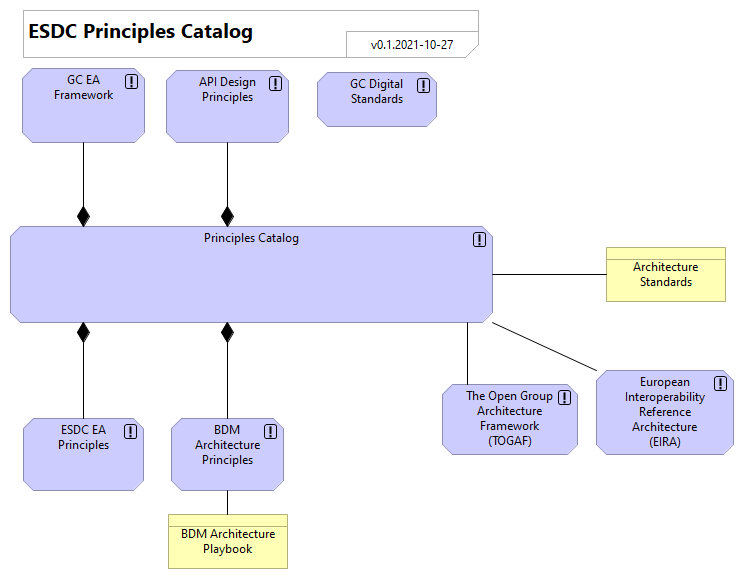 ESDC Principles Catalog
v0.1.2021-10-27
GC EA
Framework
API Design
Principles
GC Digital
Standards
Principles Catalog
Architecture
Standards
ESDC EA
Principles
BDM
Architecture
Principles
The Open Group
Architecture
Framework
(TOGAF)
European
Interoperability
Reference
Architecture
(EIRA)
BDM Architecture
Playbook